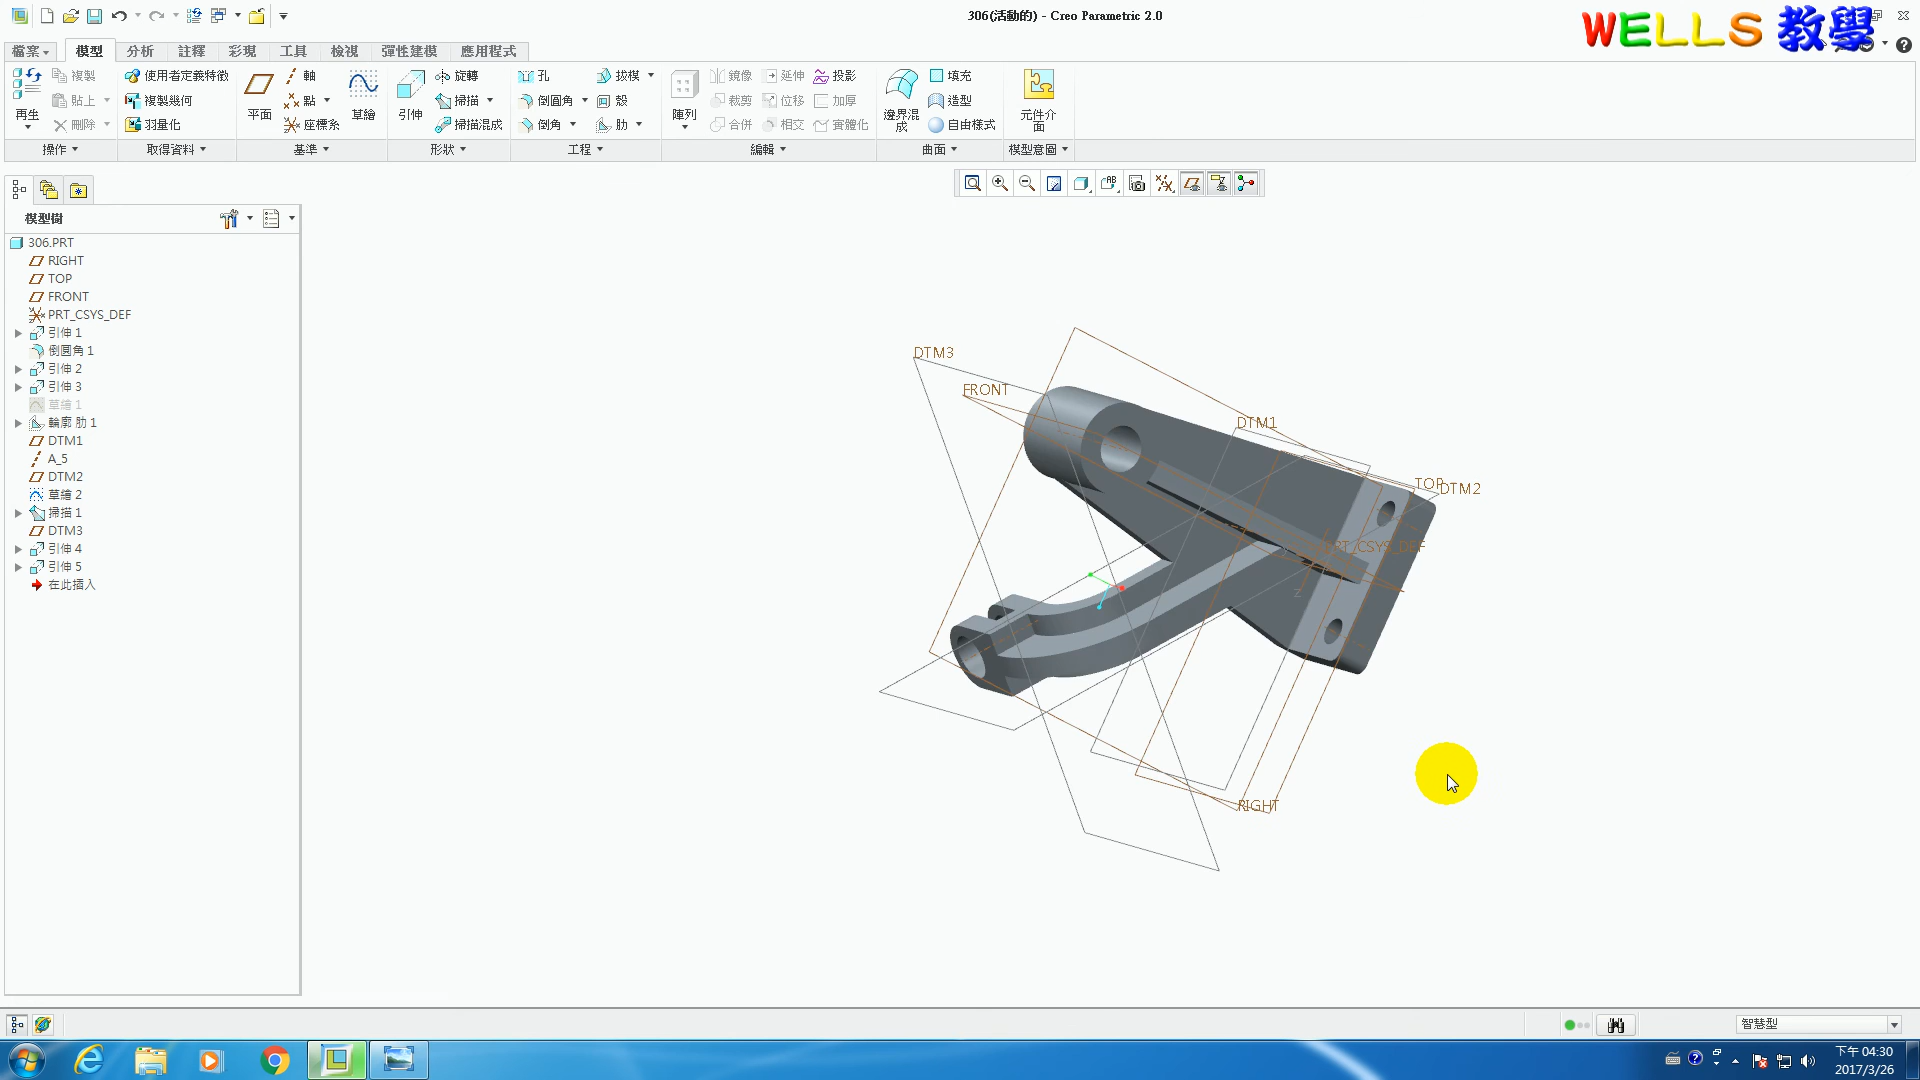 306(活動的) - Creo Parametric 2.0
WELLS 教學
檔案 模型 分析 註釋 彩現 工具 檢視 彈性建模 應用程式
再生
複製
貼上
刪除
使用者定義特徵
複製幾何
羽量化
平面
軸
點
座標系
草繪
引伸
旋轉
掃描
掃描混成
孔
倒圓角
倒角
拔模
殼
肋
陣列
鏡像
裁剪
合併
延伸
位移
相交
投影
加厚
實體化
邊界混成
填充
造型
自由樣式
元件介面
操作 取得資料 基準 形狀 工程 編輯 曲面 模型意圖
模型樹
306.PRT
RIGHT
TOP
FRONT
PRT_CSYS_DEF
引伸 1
倒圓角 1
引伸 2
引伸 3
草繪 1
輪廓 肋 1
DTM1
A_5
DTM2
草繪 2
掃描 1
DTM3
引伸 4
引伸 5
在此插入
DTM3
FRONT
DTM1
TOP
DTM2
PRT_CSYS_DEF
Z
RIGHT
智慧型
下午 04:30
2017/3/26